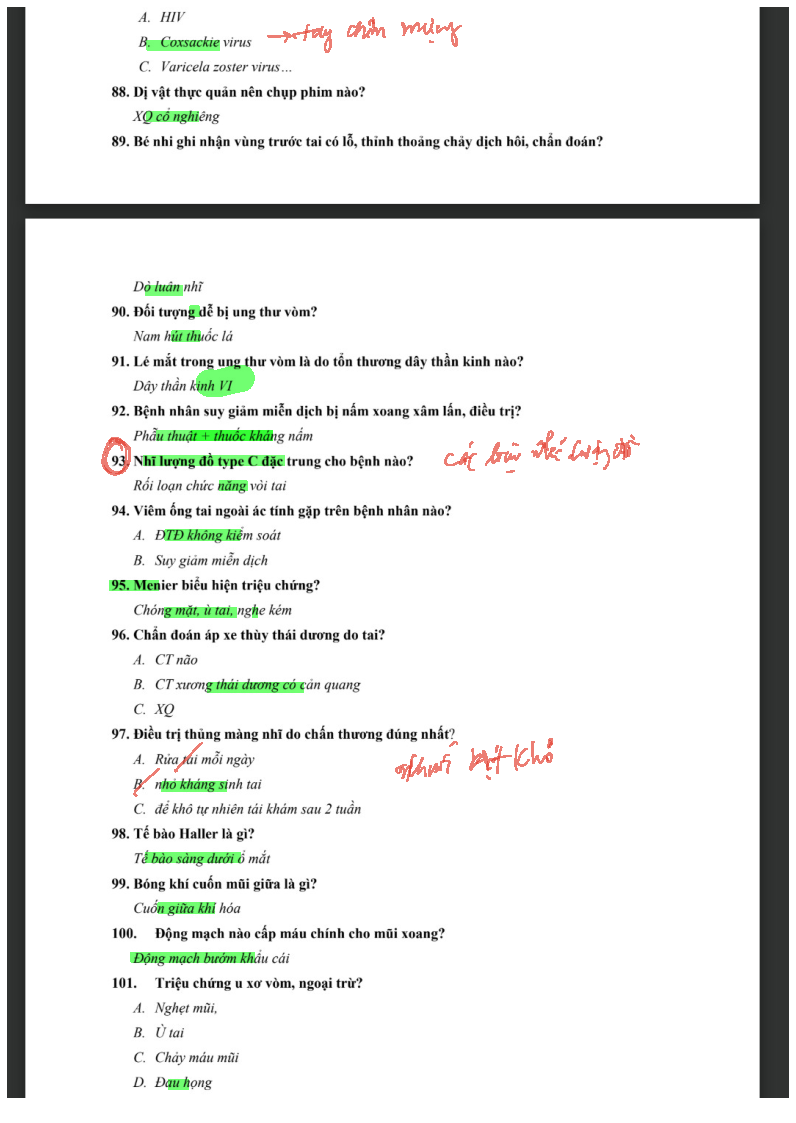 A. HIV
B. Coxsackie virus → tay chân miệng
C. Varicela zoster virus…
88. Dị vật thực quản nên chụp phim nào?
XQ cổ nghiêng
89. Bé nhi ghi nhận vùng trước tai có lỗ, thỉnh thoảng chảy dịch hôi, chẩn đoán?
Dò luân nhĩ
90. Đối tượng dễ bị ung thư vòm?
Nam hút thuốc lá
91. Lé mắt trong ung thư vòm là do tổn thương dây thần kinh nào?
Dây thần kinh VI
92. Bệnh nhân suy giảm miễn dịch bị nấm xoang xâm lấn, điều trị?
Phẫu thuật + thuốc kháng nấm
93. Nhĩ lượng đồ type C đặc trung cho bệnh nào? các loại nhĩ lượng đồ
Rối loạn chức năng vòi tai
94. Viêm ống tai ngoài ác tính gặp trên bệnh nhân nào?
A. ĐTĐ không kiểm soát
B. Suy giảm miễn dịch
95. Menier biểu hiện triệu chứng?
Chóng mặt, ù tai, nghe kém
96. Chẩn đoán áp xe thùy thái dương do tai?
A. CT não
B. CT xương thái dương có cản quang
C. XQ
97. Điều trị thủng màng nhĩ do chấn thương đúng nhất?
A. Rửa tai mỗi ngày
B. nhỏ kháng sinh tai
C. để khô tự nhiên tái khám sau 2 tuần
98. Tế bào Haller là gì?
Tế bào sàng dưới ổ mắt
99. Bóng khí cuốn mũi giữa là gì?
Cuốn giữa khí hóa
100. Động mạch nào cấp máu chính cho mũi xoang?
Động mạch bướm khẩu cái
101. Triệu chứng u xơ vòm, ngoại trừ?
A. Nghẹt mũi,
B. Ù tai
C. Chảy máu mũi
D. Đau họng